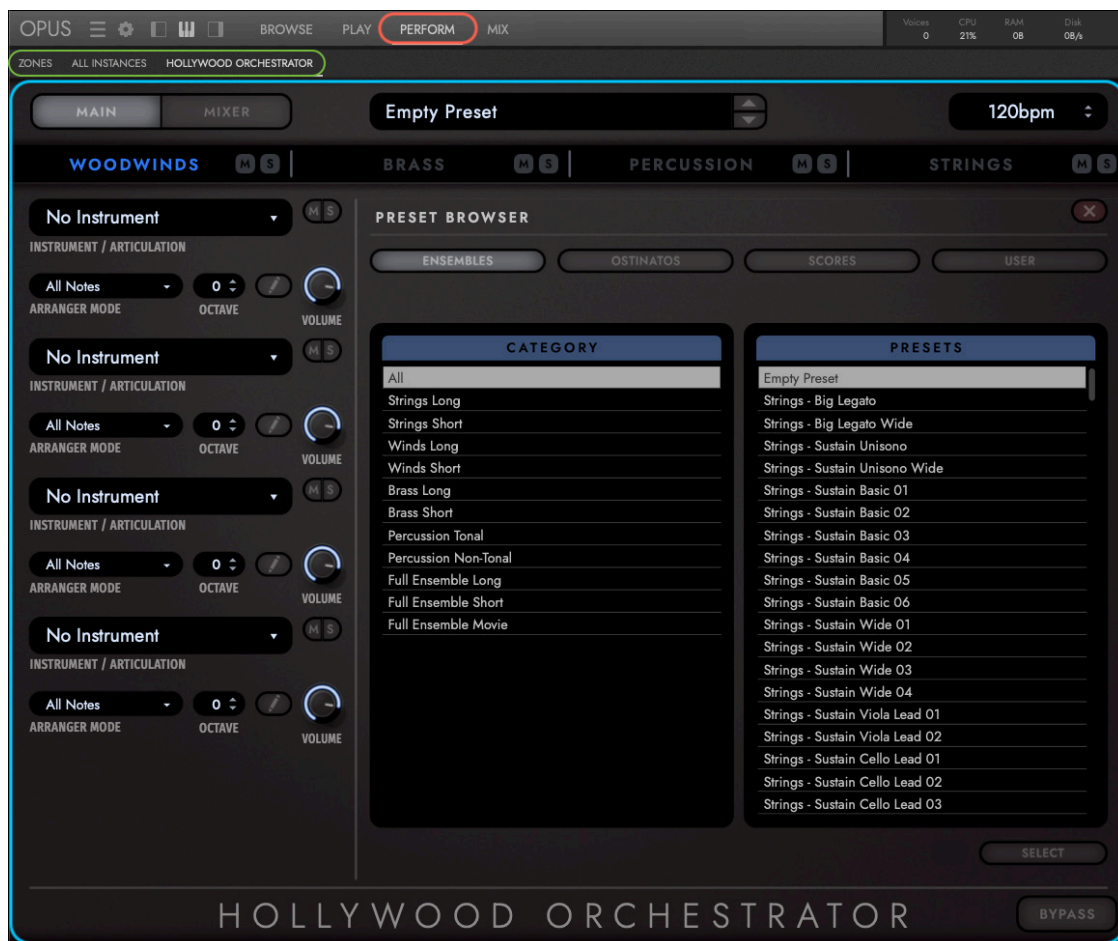 OPUS BROWSE PLAY PERFORM MIX Voices 0 CPU 21% RAM 0B Disk 0B/s
ZONES ALL INSTANCES HOLLYWOOD ORCHESTRATOR
MAIN MIXER Empty Preset 120bpm
WOODWINDS M S BRASS M S PERCUSSION M S STRINGS M S
No Instrument M S
INSTRUMENT / ARTICULATION
All Notes 0
ARRANGER MODE OCTAVE VOLUME
No Instrument M S
INSTRUMENT / ARTICULATION
All Notes 0
ARRANGER MODE OCTAVE VOLUME
No Instrument M S
INSTRUMENT / ARTICULATION
All Notes 0
ARRANGER MODE OCTAVE VOLUME
No Instrument M S
INSTRUMENT / ARTICULATION
All Notes 0
ARRANGER MODE OCTAVE VOLUME
PRESET BROWSER
ENSEMBLES OSTINATOS SCORES USER
CATEGORY
All
Strings Long
Strings Short
Winds Long
Winds Short
Brass Long
Brass Short
Percussion Tonal
Percussion Non-Tonal
Full Ensemble Long
Full Ensemble Short
Full Ensemble Movie
PRESETS
Empty Preset
Strings - Big Legato
Strings - Big Legato Wide
Strings - Sustain Unisono
Strings - Sustain Unisono Wide
Strings - Sustain Basic 01
Strings - Sustain Basic 02
Strings - Sustain Basic 03
Strings - Sustain Basic 04
Strings - Sustain Basic 05
Strings - Sustain Basic 06
Strings - Sustain Wide 01
Strings - Sustain Wide 02
Strings - Sustain Wide 03
Strings - Sustain Wide 04
Strings - Sustain Viola Lead 01
Strings - Sustain Viola Lead 02
Strings - Sustain Cello Lead 01
Strings - Sustain Cello Lead 02
Strings - Sustain Cello Lead 03
SELECT
HOLLYWOOD ORCHESTRATOR BYPASS